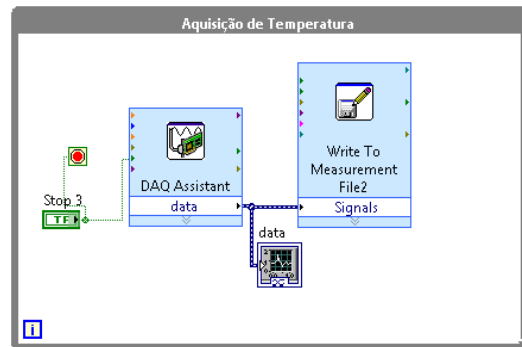 Aquisição de Temperatura
Write To
Measurement
File2
Signals
DAQ Assistant
data
Stop 3
TF
data
i